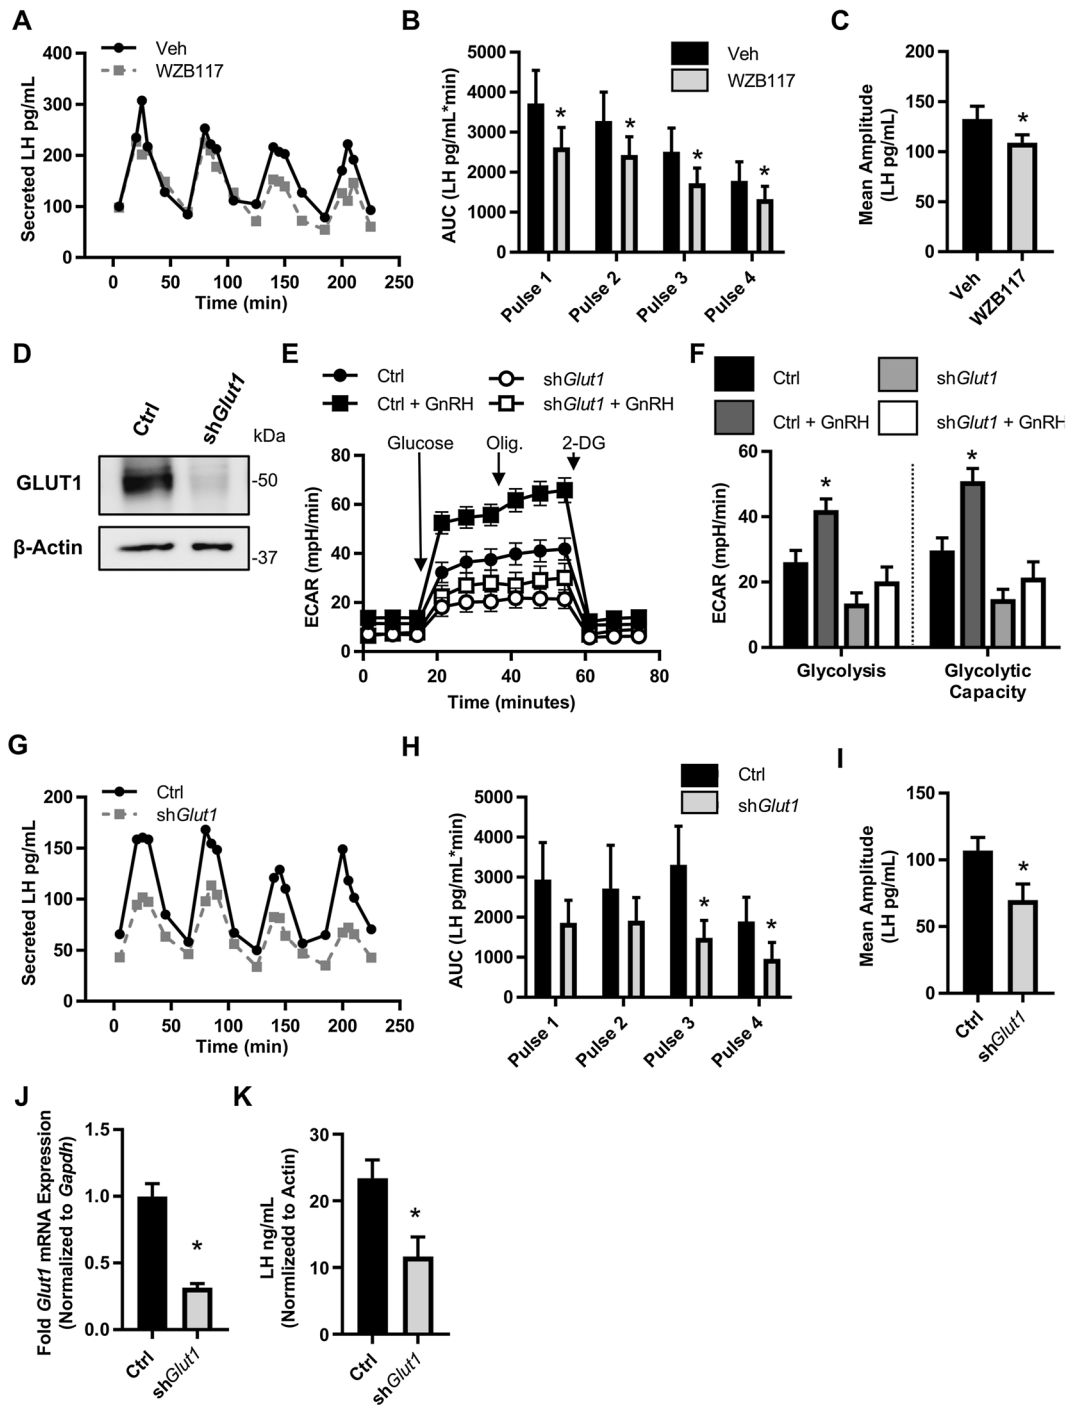 A
Veh
WZB117
400
300
200
100
0
Secreted LH pg/mL
0 50 100 150 200 250
Time (min)
B
Veh
WZB117
5000
4000
3000
2000
1000
0
AUC (LH pg/mL*min)
* * * *
Pulse 1 Pulse 2 Pulse 3 Pulse 4
C
200
150
100
50
0
Mean Amplitude
(LH pg/mL)
*
Veh WZB117
D
Ctrl shGlut1
kDa
GLUT1
-50
β-Actin
-37
E
Ctrl shGlut1
Ctrl + GnRH shGlut1 + GnRH
Glucose Olig. 2-DG
80
60
40
20
0
ECAR (mpH/min)
0 20 40 60 80
Time (minutes)
F
Ctrl shGlut1
Ctrl + GnRH shGlut1 + GnRH
60
40
20
0
ECAR (mpH/min)
* *
Glycolysis Glycolytic
Capacity
G
Ctrl
shGlut1
200
150
100
50
0
Secreted LH pg/mL
0 50 100 150 200 250
Time (min)
H
Ctrl
shGlut1
5000
4000
3000
2000
1000
0
AUC (LH pg/mL*min)
* *
Pulse 1 Pulse 2 Pulse 3 Pulse 4
I
150
100
50
0
Mean Amplitude
(LH pg/mL)
*
Ctrl shGlut1
J
1.5
1.0
0.5
0.0
Fold Glut1 mRNA Expression
(Normalized to Gapdh)
*
Ctrl shGlut1
K
30
20
10
0
LH ng/mL
(Normlizedd to Actin)
*
Ctrl shGlut1